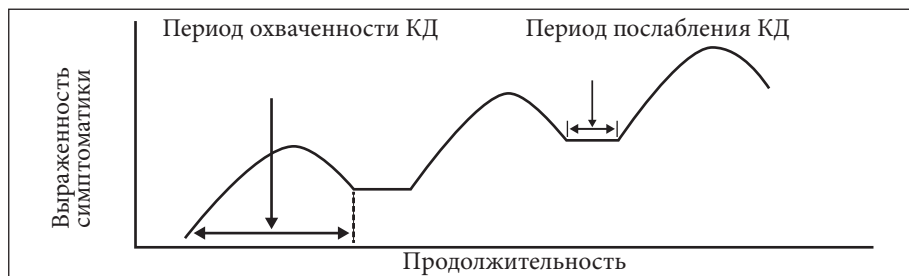 Период охваченности КД
Период послабления КД
Выраженность
симптоматики
Продолжительность